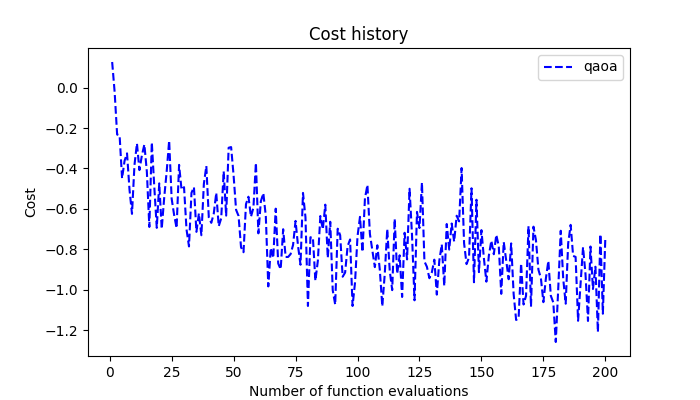 Cost history
qaoa
Cost
0.0
−0.2
−0.4
−0.6
−0.8
−1.0
−1.2
0 25 50 75 100 125 150 175 200
Number of function evaluations